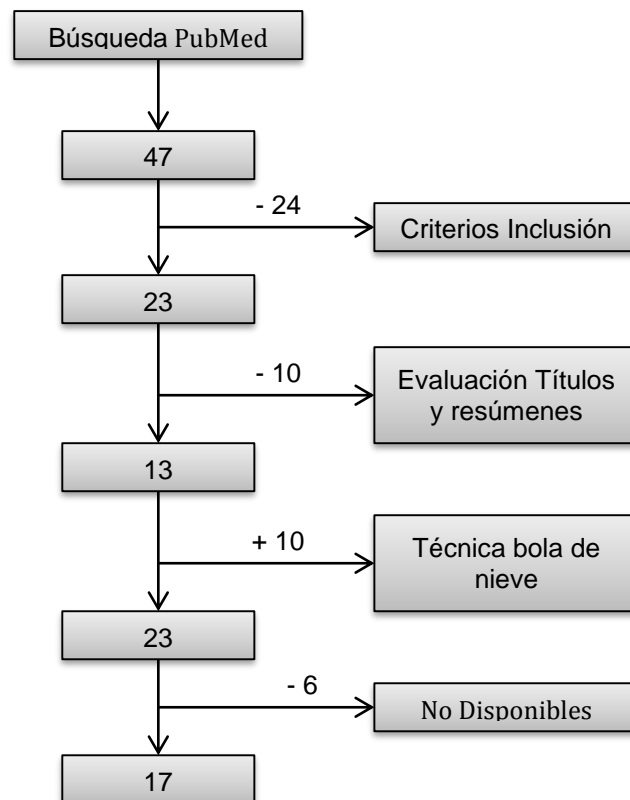 Búsqueda PubMed
47
- 24
Criterios Inclusión
23
- 10
Evaluación Títulos
y resúmenes
13
+ 10
Técnica bola de
nieve
23
- 6
No Disponibles
17